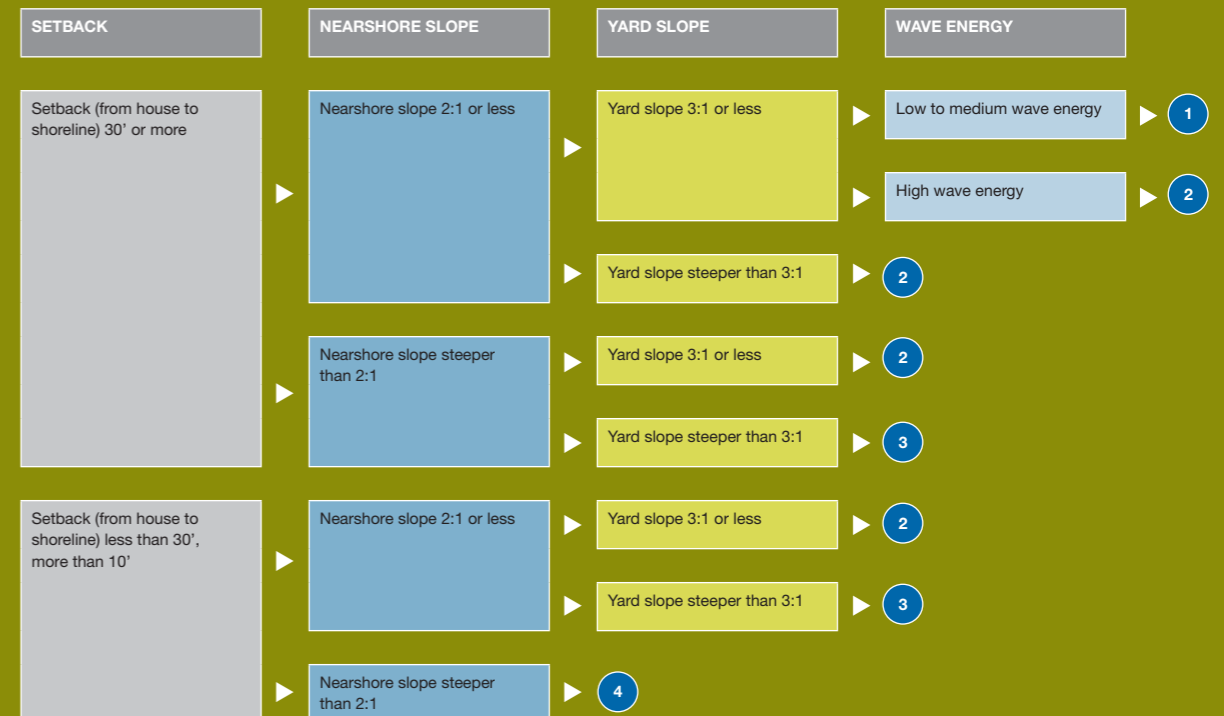 SETBACK
NEARSHORE SLOPE
YARD SLOPE
WAVE ENERGY
Setback (from house to
shoreline) 30’ or more
Nearshore slope 2:1 or less
Yard slope 3:1 or less
Low to medium wave energy
1
High wave energy
2
Yard slope steeper than 3:1
2
Nearshore slope steeper
than 2:1
Yard slope 3:1 or less
2
Yard slope steeper than 3:1
3
Setback (from house to
shoreline) less than 30’,
more than 10’
Nearshore slope 2:1 or less
Yard slope 3:1 or less
2
Yard slope steeper than 3:1
3
Nearshore slope steeper
than 2:1
4